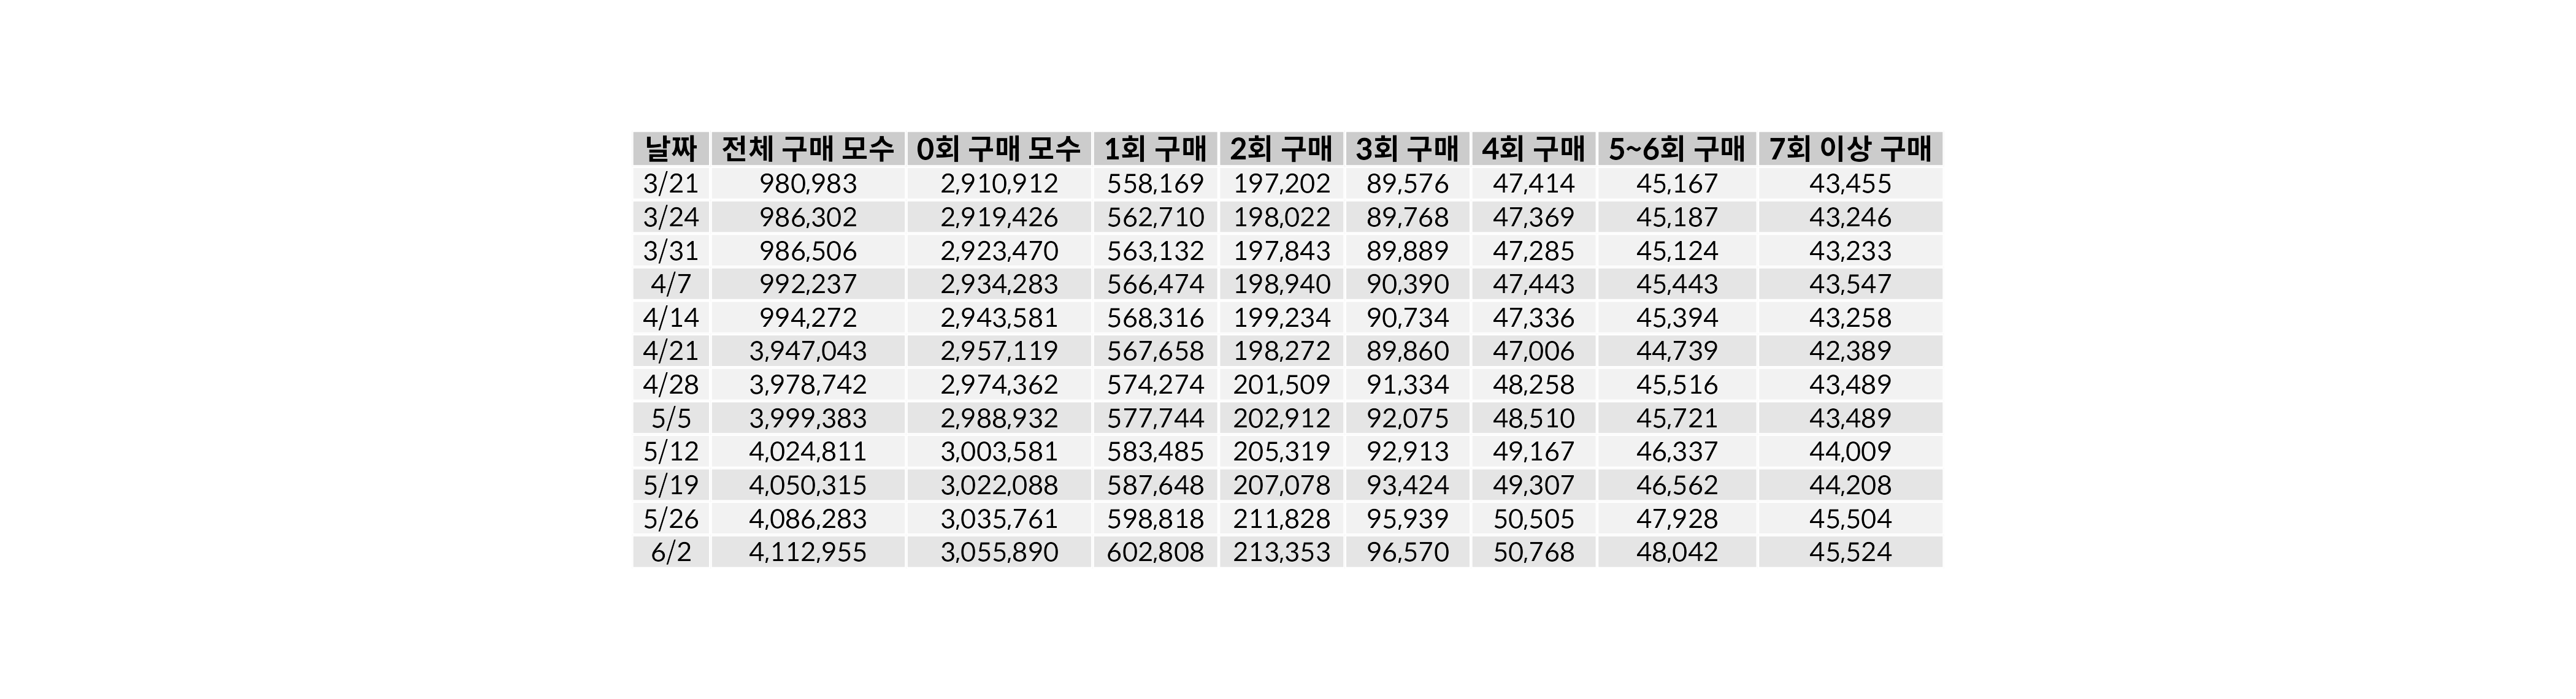 날짜 전체 구매 모수 0회 구매 모수 1회 구매 2회 구매 3회 구매 4회 구매 5~6회 구매 7회 이상 구매
3/21 980,983 2,910,912 558,169 197,202 89,576 47,414 45,167 43,455
3/24 986,302 2,919,426 562,710 198,022 89,768 47,369 45,187 43,246
3/31 986,506 2,923,470 563,132 197,843 89,889 47,285 45,124 43,233
4/7 992,237 2,934,283 566,474 198,940 90,390 47,443 45,443 43,547
4/14 994,272 2,943,581 568,316 199,234 90,734 47,336 45,394 43,258
4/21 3,947,043 2,957,119 567,658 198,272 89,860 47,006 44,739 42,389
4/28 3,978,742 2,974,362 574,274 201,509 91,334 48,258 45,516 43,489
5/5 3,999,383 2,988,932 577,744 202,912 92,075 48,510 45,721 43,489
5/12 4,024,811 3,003,581 583,485 205,319 92,913 49,167 46,337 44,009
5/19 4,050,315 3,022,088 587,648 207,078 93,424 49,307 46,562 44,208
5/26 4,086,283 3,035,761 598,818 211,828 95,939 50,505 47,928 45,504
6/2 4,112,955 3,055,890 602,808 213,353 96,570 50,768 48,042 45,524